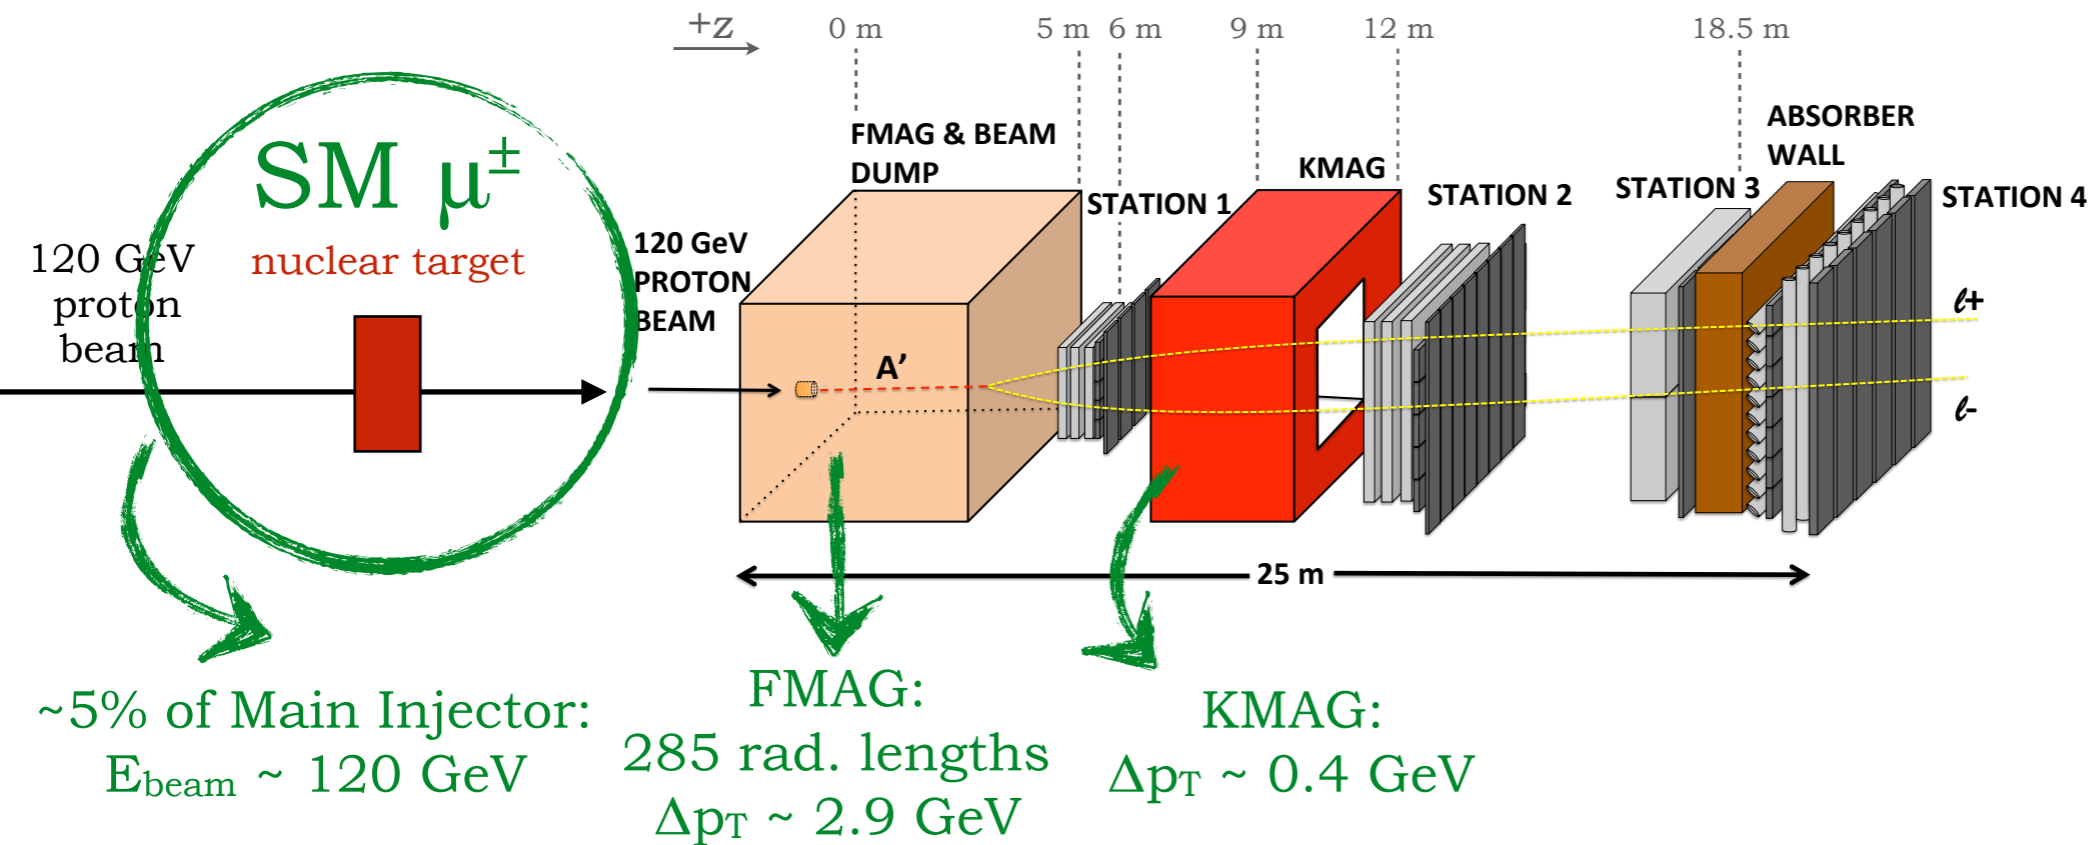 +z
0 m
5 m
6 m
9 m
12 m
18.5 m
SM μ±
nuclear target
120 GeV
proton
beam
120 GeV
PROTON
BEAM
FMAG & BEAM
DUMP
STATION 1
KMAG
STATION 2
STATION 3
ABSORBER
WALL
STATION 4
A’
ℓ+
ℓ-
25 m
~5% of Main Injector:
Ebeam ~ 120 GeV
FMAG:
285 rad. lengths
ΔpT ~ 2.9 GeV
KMAG:
ΔpT ~ 0.4 GeV